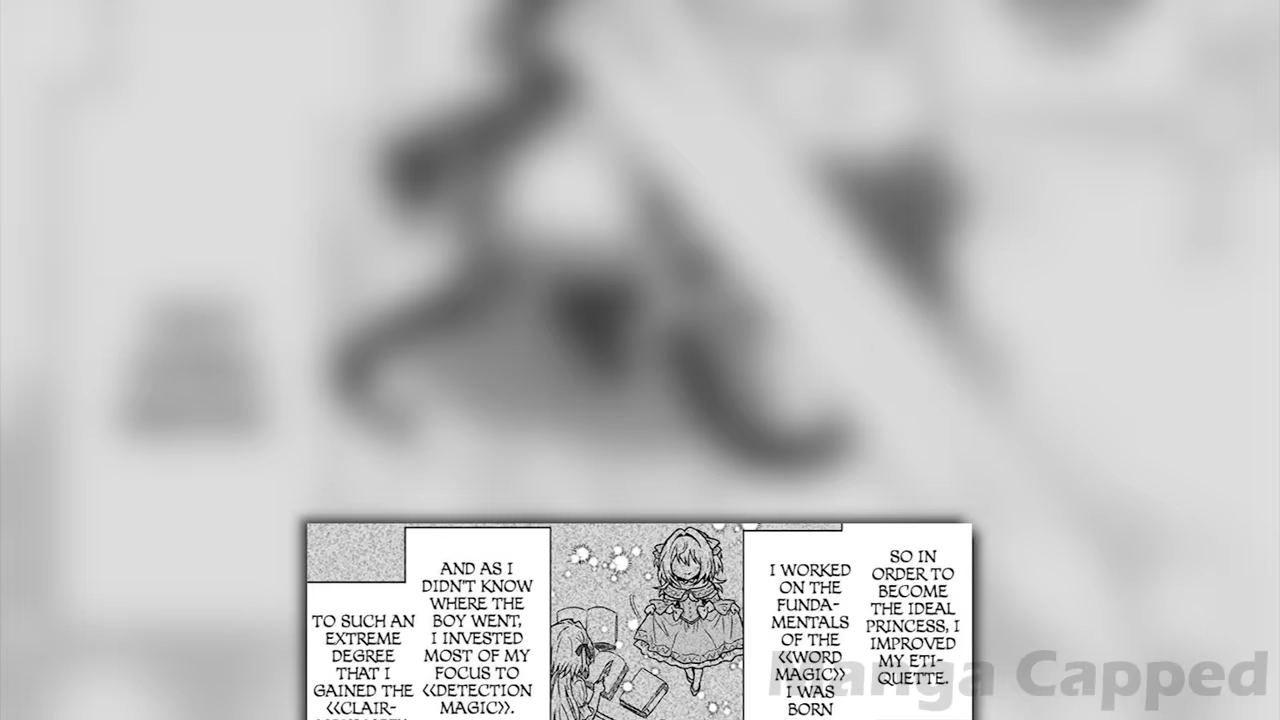 SO IN
ORDER TO
BECOME
THE IDEAL
PRINCESS, I
IMPROVED
MY ETI-
QUETTE.
I WORKED
ON THE
FUNDA-
MENTALS
OF THE
《WORD
MAGIC》
I WAS
BORN
AND AS I
DIDN'T KNOW
WHERE THE
BOY WENT,
I INVESTED
MOST OF MY
FOCUS TO
《DETECTION
MAGIC》.
TO SUCH AN
EXTREME
DEGREE
THAT I
GAINED THE
《CLAIR-
Manga Capped